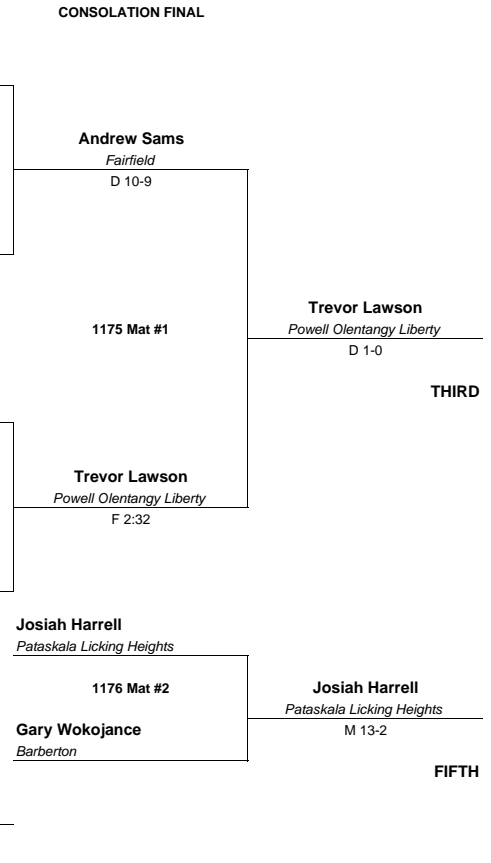 CONSOLATION FINAL
Andrew Sams
Fairfield
D 10-9
1175 Mat #1
Trevor Lawson
Powell Olentangy Liberty
D 1-0
THIRD
Trevor Lawson
Powell Olentangy Liberty
F 2:32
Josiah Harrell
Pataskala Licking Heights
1176 Mat #2
Gary Wokojance
Barberton
Josiah Harrell
Pataskala Licking Heights
M 13-2
FIFTH